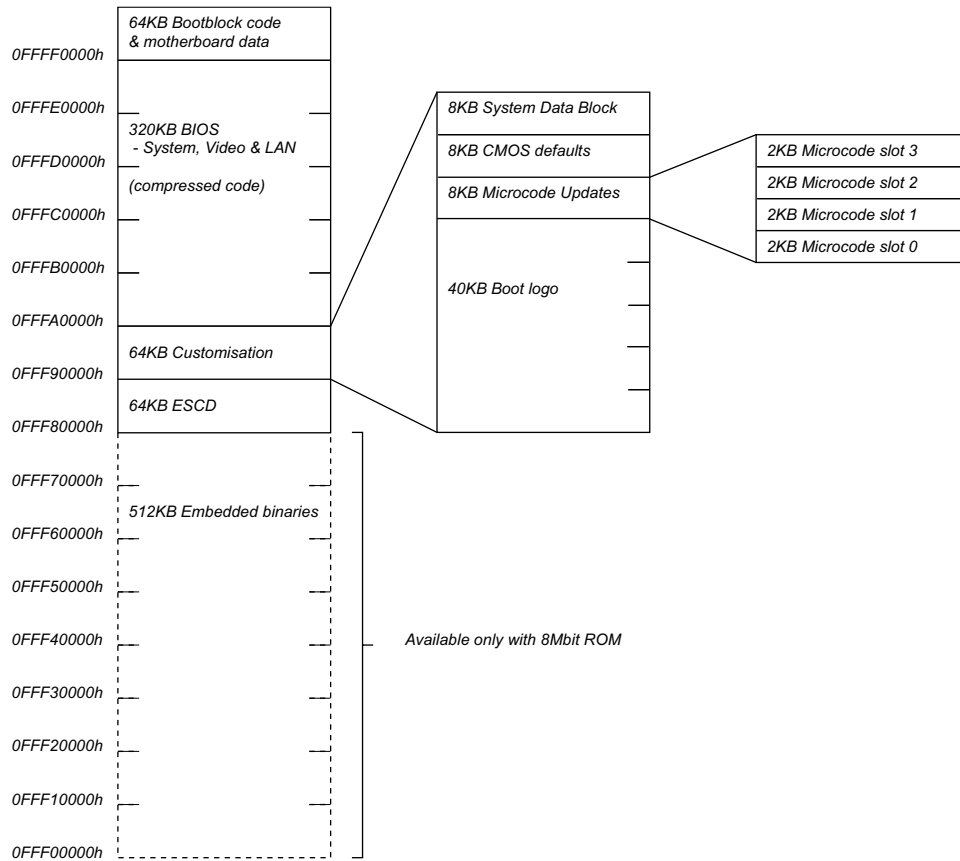 64KB Bootblock code
& motherboard data
0FFFF0000h
0FFFE0000h
320KB BIOS
- System, Video & LAN
0FFFD0000h
(compressed code)
0FFFC0000h
0FFFB0000h
0FFFA0000h
64KB Customisation
0FFF90000h
64KB ESCD
0FFF80000h
0FFF70000h
512KB Embedded binaries
0FFF60000h
0FFF50000h
0FFF40000h
0FFF30000h
0FFF20000h
0FFF10000h
0FFF00000h
8KB System Data Block
8KB CMOS defaults
8KB Microcode Updates
40KB Boot logo
2KB Microcode slot 3
2KB Microcode slot 2
2KB Microcode slot 1
2KB Microcode slot 0
Available only with 8Mbit ROM